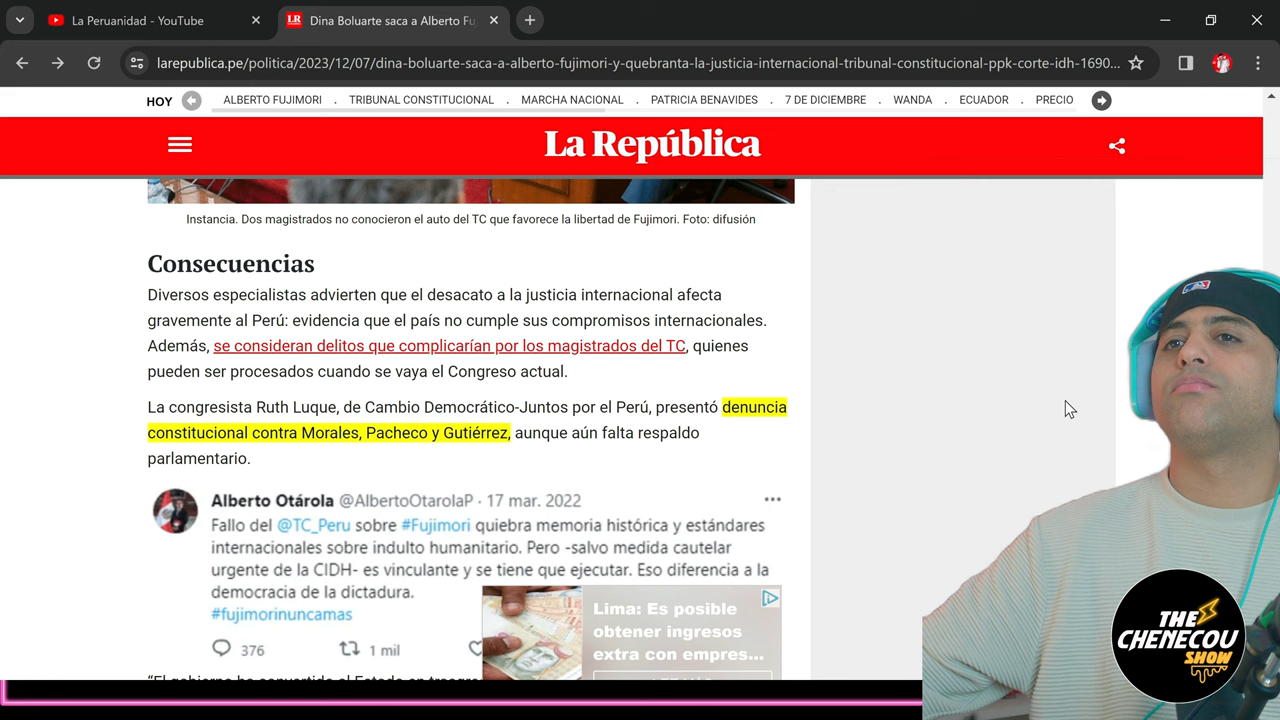 La Peruanidad - YouTube
LR
Dina Boluarte saca a Alberto Fu
larepublica.pe/politica/2023/12/07/dina-boluarte-saca-a-alberto-fujimori-y-quebranta-la-justicia-internacional-tribunal-constitucional-ppk-corte-idh-1690...
HOY ALBERTO FUJIMORI . TRIBUNAL CONSTITUCIONAL . MARCHA NACIONAL . PATRICIA BENAVIDES . 7 DE DICIEMBRE . WANDA . ECUADOR . PRECIO
La República
Instancia. Dos magistrados no conocieron el auto del TC que favorece la libertad de Fujimori. Foto: difusión
Consecuencias
Diversos especialistas advierten que el desacato a la justicia internacional afecta
gravemente al Perú: evidencia que el país no cumple sus compromisos internacionales.
Además, se consideran delitos que complicarían por los magistrados del TC, quienes
pueden ser procesados cuando se vaya el Congreso actual.
La congresista Ruth Luque, de Cambio Democrático-Juntos por el Perú, presentó denuncia
constitucional contra Morales, Pacheco y Gutiérrez, aunque aún falta respaldo
parlamentario.
Alberto Otárola @AlbertoOtarolaP · 17 mar. 2022
Fallo del @TC_Peru sobre #Fujimori quiebra memoria histórica y estándares
internacionales sobre indulto humanitario. Pero -salvo medida cautelar
urgente de la CIDH- es vinculante y se tiene que ejecutar. Eso diferencia a la
democracia de la dictadura.
#fujimorinuncamas
376 1 mil
Lima: Es posible
obtener ingresos
extra con empres...
THE
CHENECOU
SHOW